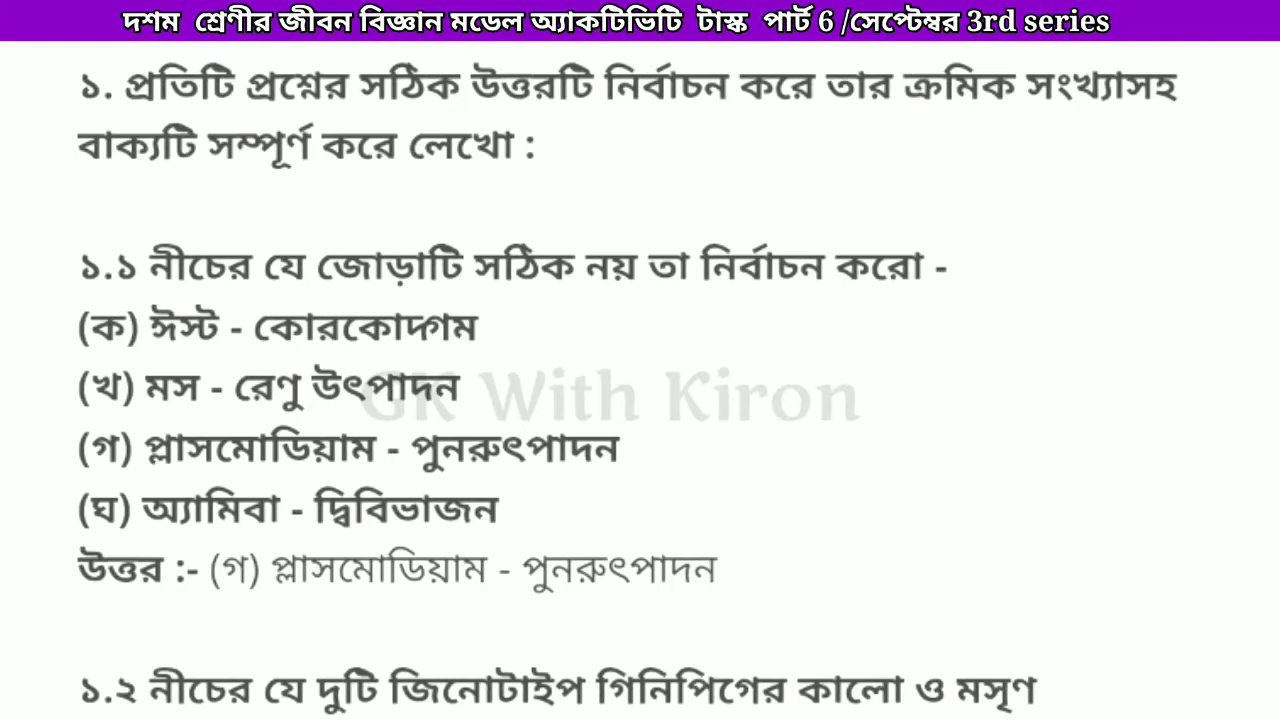 দশম শ্রেণীর জীবন বিজ্ঞান মডেল অ্যাকটিভিটি টাস্ক পার্ট 6 /সেপ্টেম্বর 3rd series
১. প্রতিটি প্রশ্নের সঠিক উত্তরটি নির্বাচন করে তার ক্রমিক সংখ্যাসহ
বাক্যটি সম্পূর্ণ করে লেখো :
১.১ নীচের যে জোড়াটি সঠিক নয় তা নির্বাচন করো -
(ক) ঈস্ট - কোরকোদ্গম
(খ) মস - রেণু উৎপাদন
GK With Kiron
(গ) প্লাসমোডিয়াম - পুনরুৎপাদন
(ঘ) অ্যামিবা - দ্বিবিভাজন
উত্তর :- (গ) প্লাসমোডিয়াম - পুনরুৎপাদন
১.২ নীচের যে দুটি জিনোটাইপ গিনিপিগের কালো ও মসৃণ